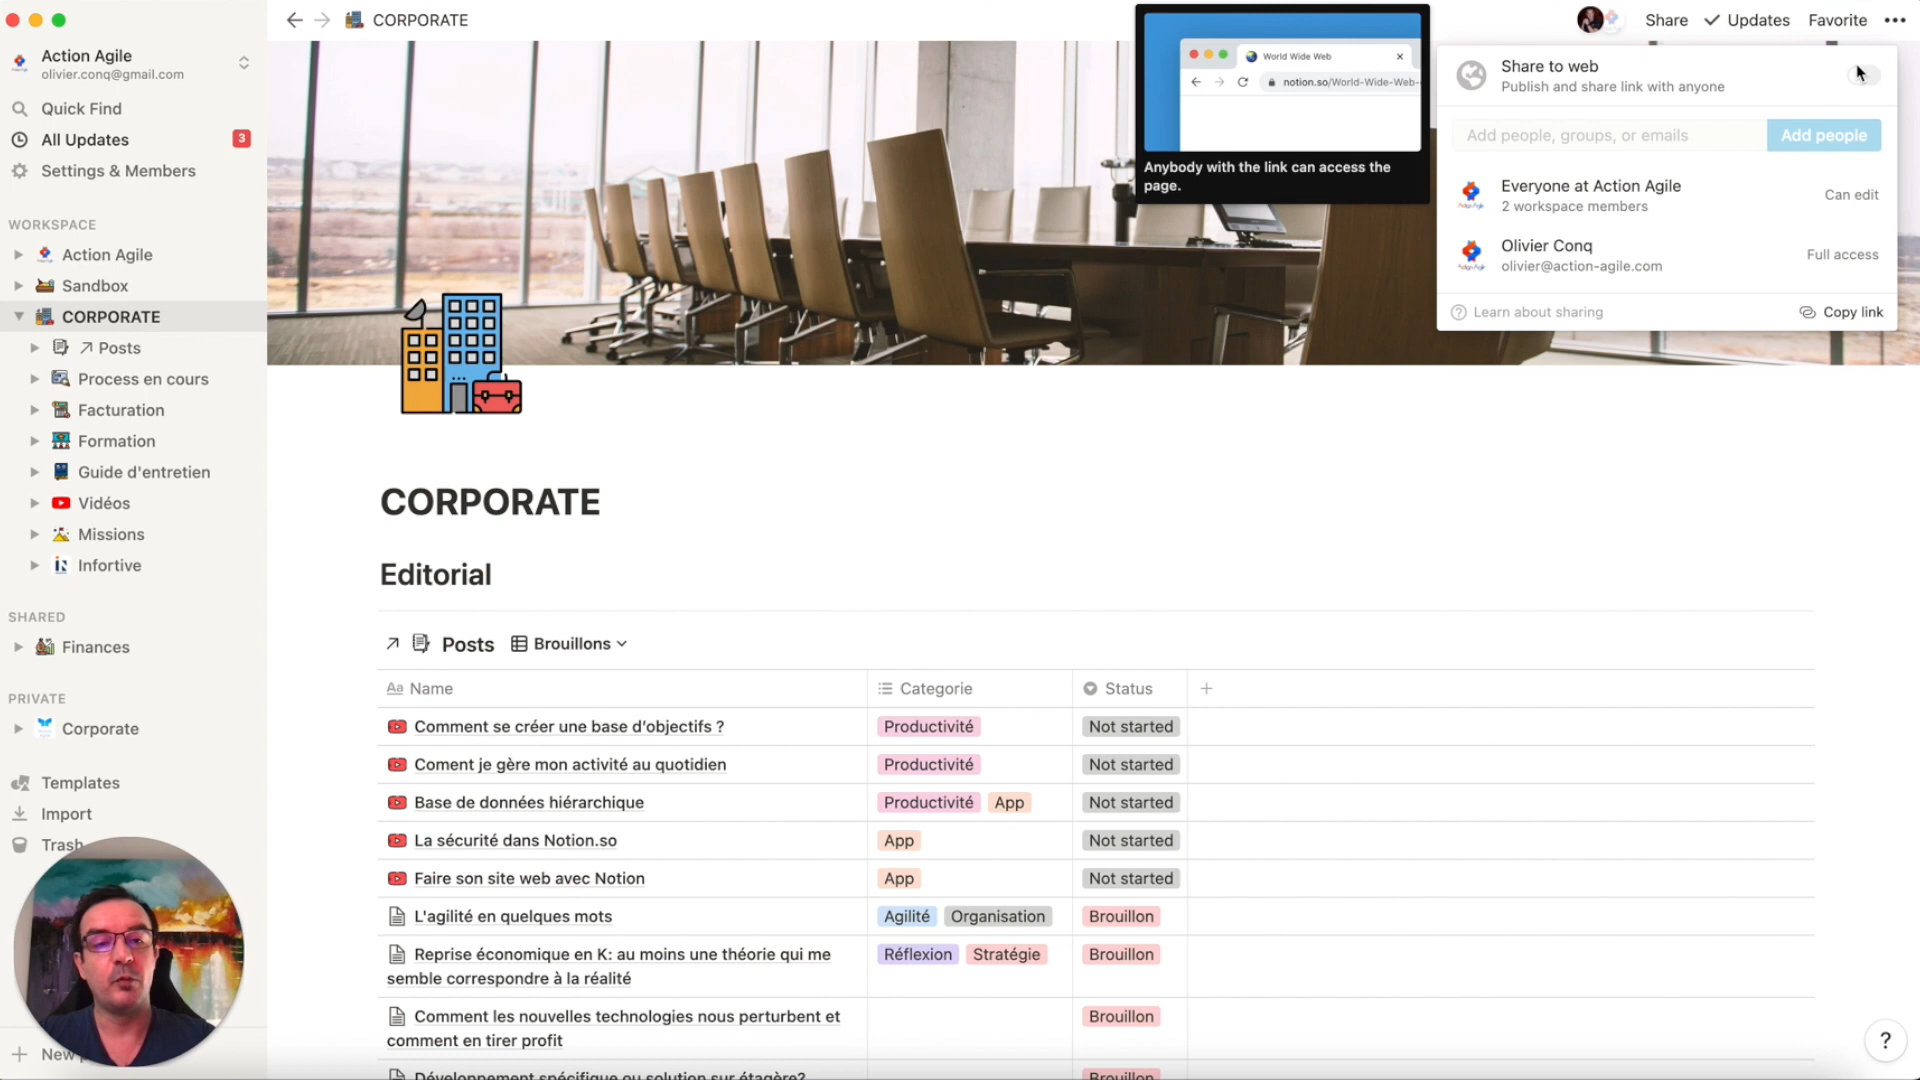 CORPORATE
Share
Updates
Favorite
Action Agile
olivier.conq@gmail.com
Quick Find
All Updates
3
Settings & Members
WORKSPACE
Action Agile
Sandbox
CORPORATE
Posts
Process en cours
Facturation
Formation
Guide d'entretien
Vidéos
Missions
Infortive
SHARED
Finances
PRIVATE
Corporate
Templates
Import
Trash
World Wide Web
notion.so/World-Wide-Web-
Anybody with the link can access the
page.
Share to web
Publish and share link with anyone
Add people, groups, or emails
Add people
Everyone at Action Agile
2 workspace members
Can edit
Olivier Conq
olivier@action-agile.com
Full access
Learn about sharing
Copy link
CORPORATE
Editorial
Posts
Brouillons
Aa Name
Categorie
Status
Comment se créer une base d'objectifs ?
Productivité
Not started
Coment je gère mon activité au quotidien
Productivité
Not started
Base de données hiérarchique
Productivité
App
Not started
La sécurité dans Notion.so
App
Not started
Faire son site web avec Notion
App
Not started
L'agilité en quelques mots
Agilité
Organisation
Brouillon
Reprise économique en K: au moins une théorie qui me
semble correspondre à la réalité
Réflexion
Stratégie
Brouillon
Comment les nouvelles technologies nous perturbent et
comment en tirer profit
Brouillon
Développement spécifique ou solution sur étagère?
Brouillon
New
?